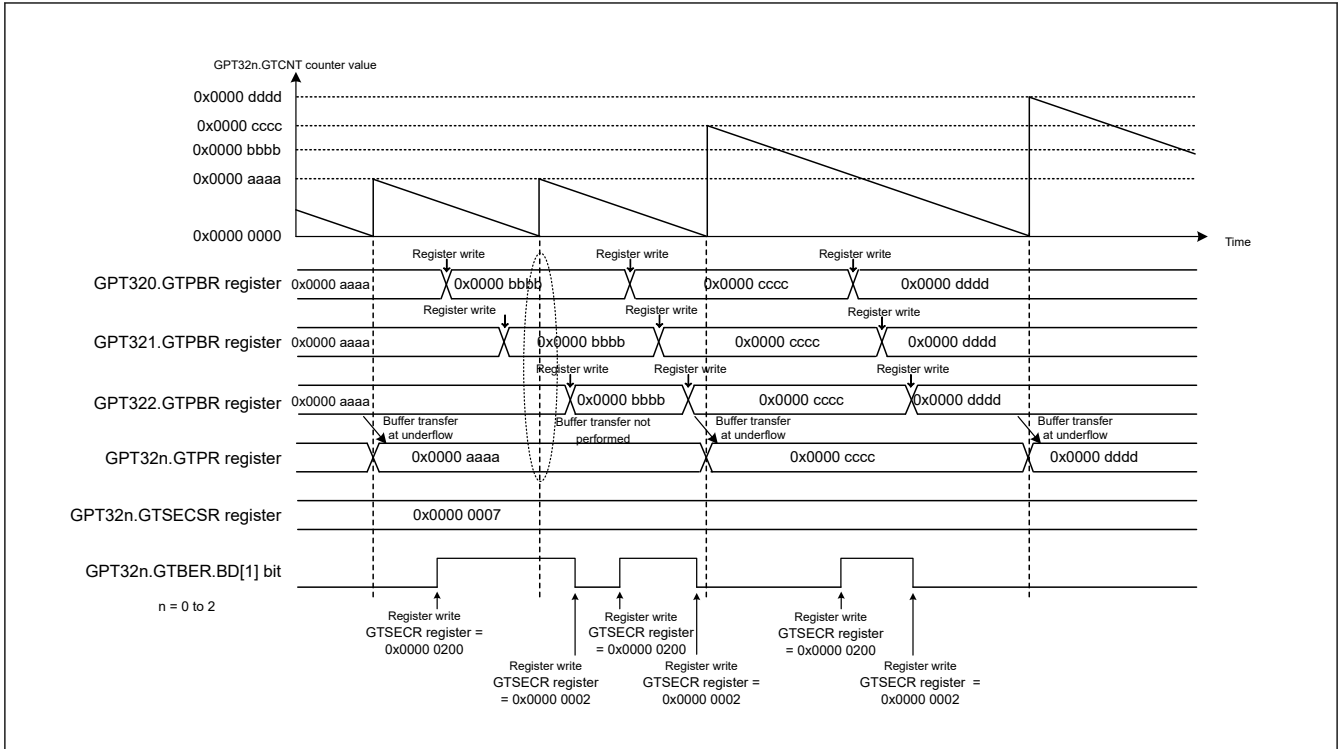 GPT32n.GTCNT counter value
0x0000 dddd
0x0000 cccc
0x0000 bbbb
0x0000 aaaa
0x0000 0000
Time
Register write Register write Register write
GPT320.GTPBR register 0x0000 aaaa 0x0000 bbbb 0x0000 cccc 0x0000 dddd
Register write Register write Register write
GPT321.GTPBR register 0x0000 aaaa 0x0000 bbbb 0x0000 cccc 0x0000 dddd
Register write Register write Register write
GPT322.GTPBR register 0x0000 aaaa 0x0000 bbbb 0x0000 cccc 0x0000 dddd
Buffer transfer
at underflow
Buffer transfer not
performed
Buffer transfer
at underflow
Buffer transfer
at underflow
GPT32n.GTPR register 0x0000 aaaa 0x0000 cccc 0x0000 dddd
GPT32n.GTSECSR register 0x0000 0007
GPT32n.GTBER.BD[1] bit
n = 0 to 2
Register write
GTSECR register =
0x0000 0200
Register write
GTSECR register
= 0x0000 0200
Register write
GTSECR register
= 0x0000 0200
Register write
GTSECR register
= 0x0000 0002
Register write
GTSECR register =
0x0000 0002
Register write
GTSECR register =
0x0000 0002